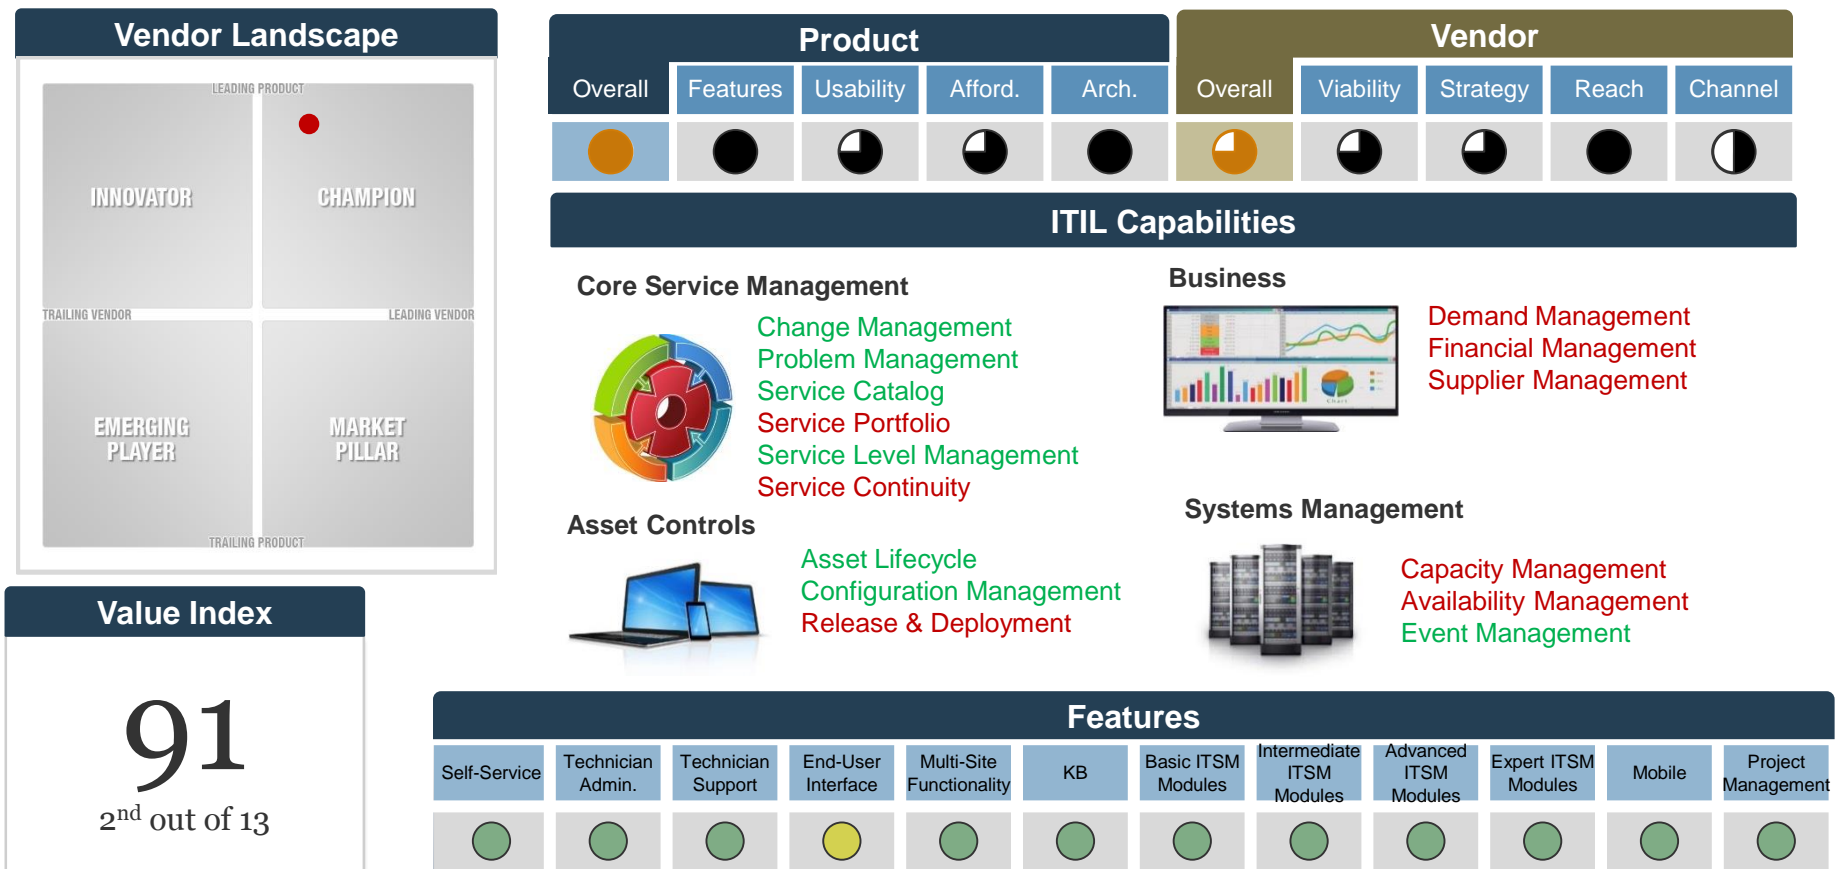 Vendor Landscape
LEADING PRODUCT
INNOVATOR
CHAMPION
TRAILING VENDOR
LEADING VENDOR
EMERGING
PLAYER
MARKET
PILLAR
TRAILING PRODUCT
Value Index
91
2nd out of 13
Product
Vendor
Overall
Features
Usability
Afford.
Arch.
Overall
Viability
Strategy
Reach
Channel
ITIL Capabilities
Core Service Management
Change Management
Problem Management
Service Catalog
Service Portfolio
Service Level Management
Service Continuity
Business
Demand Management
Financial Management
Supplier Management
Asset Controls
Asset Lifecycle
Configuration Management
Release & Deployment
Systems Management
Capacity Management
Availability Management
Event Management
Features
Self-Service
Technician
Admin.
Technician
Support
End-User
Interface
Multi-Site
Functionality
KB
Basic ITSM
Modules
Intermediate
ITSM
Modules
Advanced
ITSM
Modules
Expert ITSM
Modules
Mobile
Project
Management